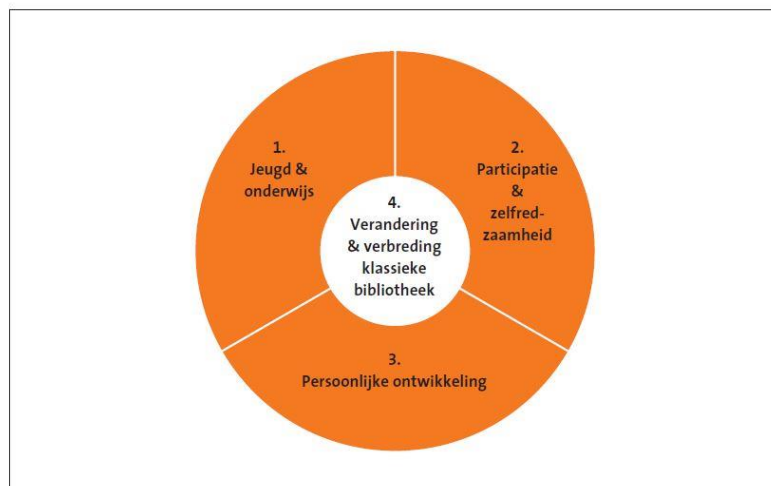 1.
Jeugd &
onderwijs
2.
Participatie
&
zelfred-
zaamheid
3.
Persoonlijke ontwikkeling
4.
Verandering
& verbreding
klassieke
bibliotheek